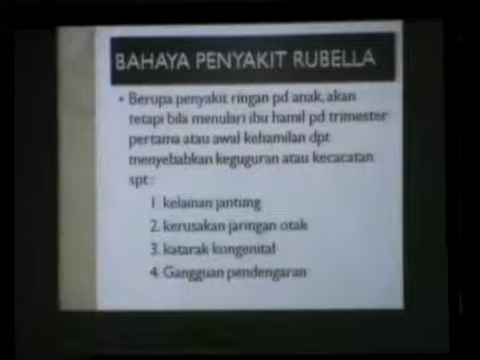 BAHAYA PENYAKIT RUBELLA
• Berupa penyakit ringan pd anak, akan
tetapi bila menulari ibu hamil pd trimester
pertama atau awal kehamilan dpt
menyebabkan keguguran atau kecacatan
spt :
1 kelainan jantung
2. kerusakan jaringan otak
3. katarak kongenital
4. Gangguan pendengaran